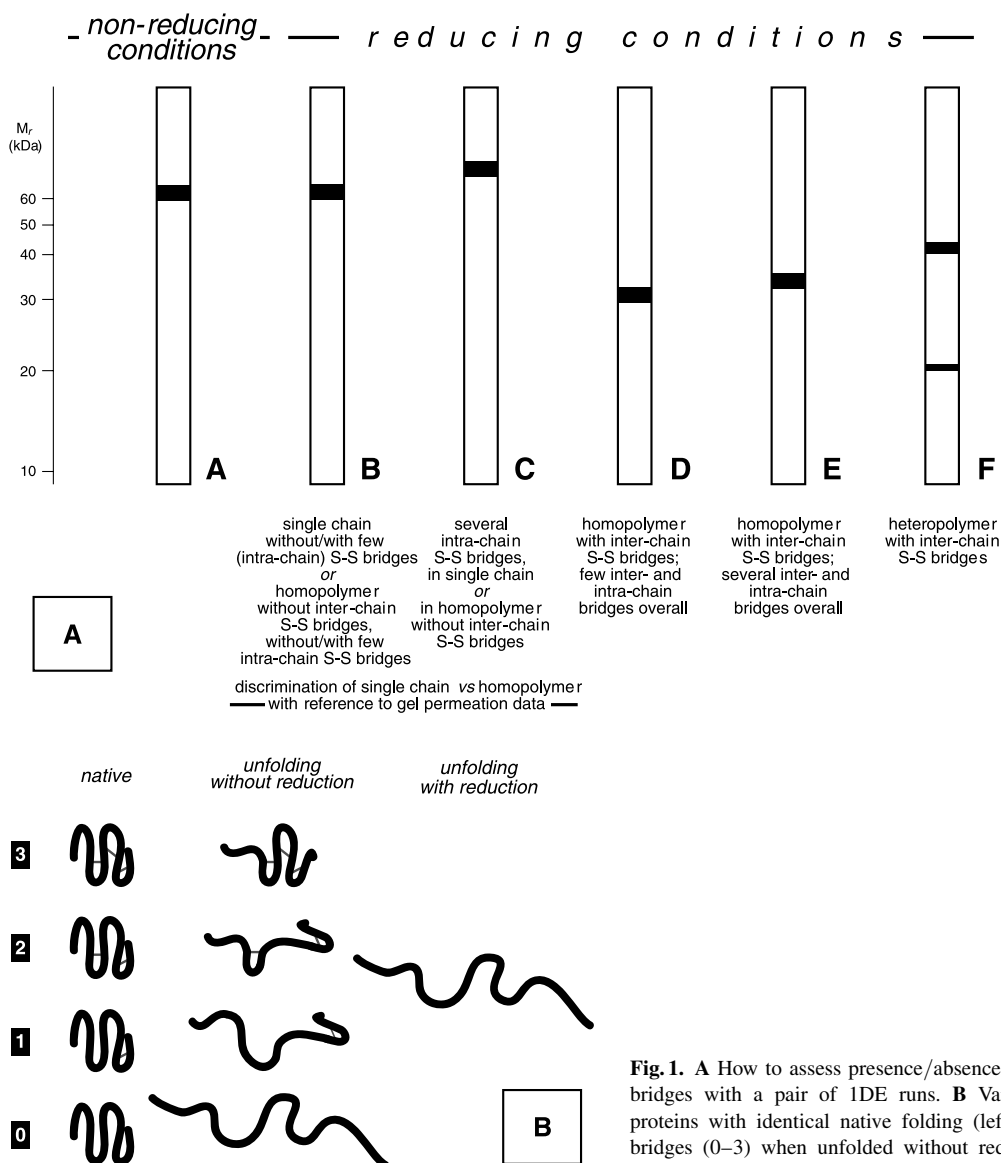 non-reducing
conditions
reducing conditions
Mr
(kDa)
60
50
40
30
20
10
A
B
C
D
E
F
single chain
without/with few
(intra-chain) S-S bridges
or
homopolymer
without inter-chain
S-S bridges,
without/with few
intra-chain S-S bridges
several
intra-chain
S-S bridges,
in single chain
or
in homopolymer
without inter-chain
S-S bridges
homopolymer
with inter-chain
S-S bridges;
few inter- and
intra-chain
bridges overall
homopolymer
with inter-chain
S-S bridges;
several inter- and
intra-chain
bridges overall
heteropolymer
with inter-chain
S-S bridges
A
discrimination of single chain vs homopolymer
with reference to gel permeation data
native
unfolding
without reduction
unfolding
with reduction
3
2
1
0
B
Fig. 1. A How to assess presence/absence
bridges with a pair of 1DE runs. B Va
proteins with identical native folding (lef
bridges (0–3) when unfolded without rec